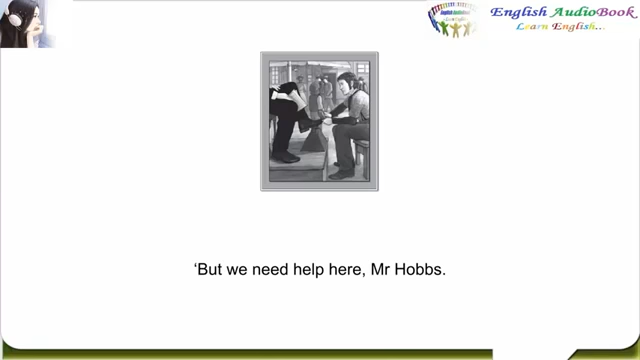 English AudioBook
Learn English...
‘But we need help here, Mr Hobbs.